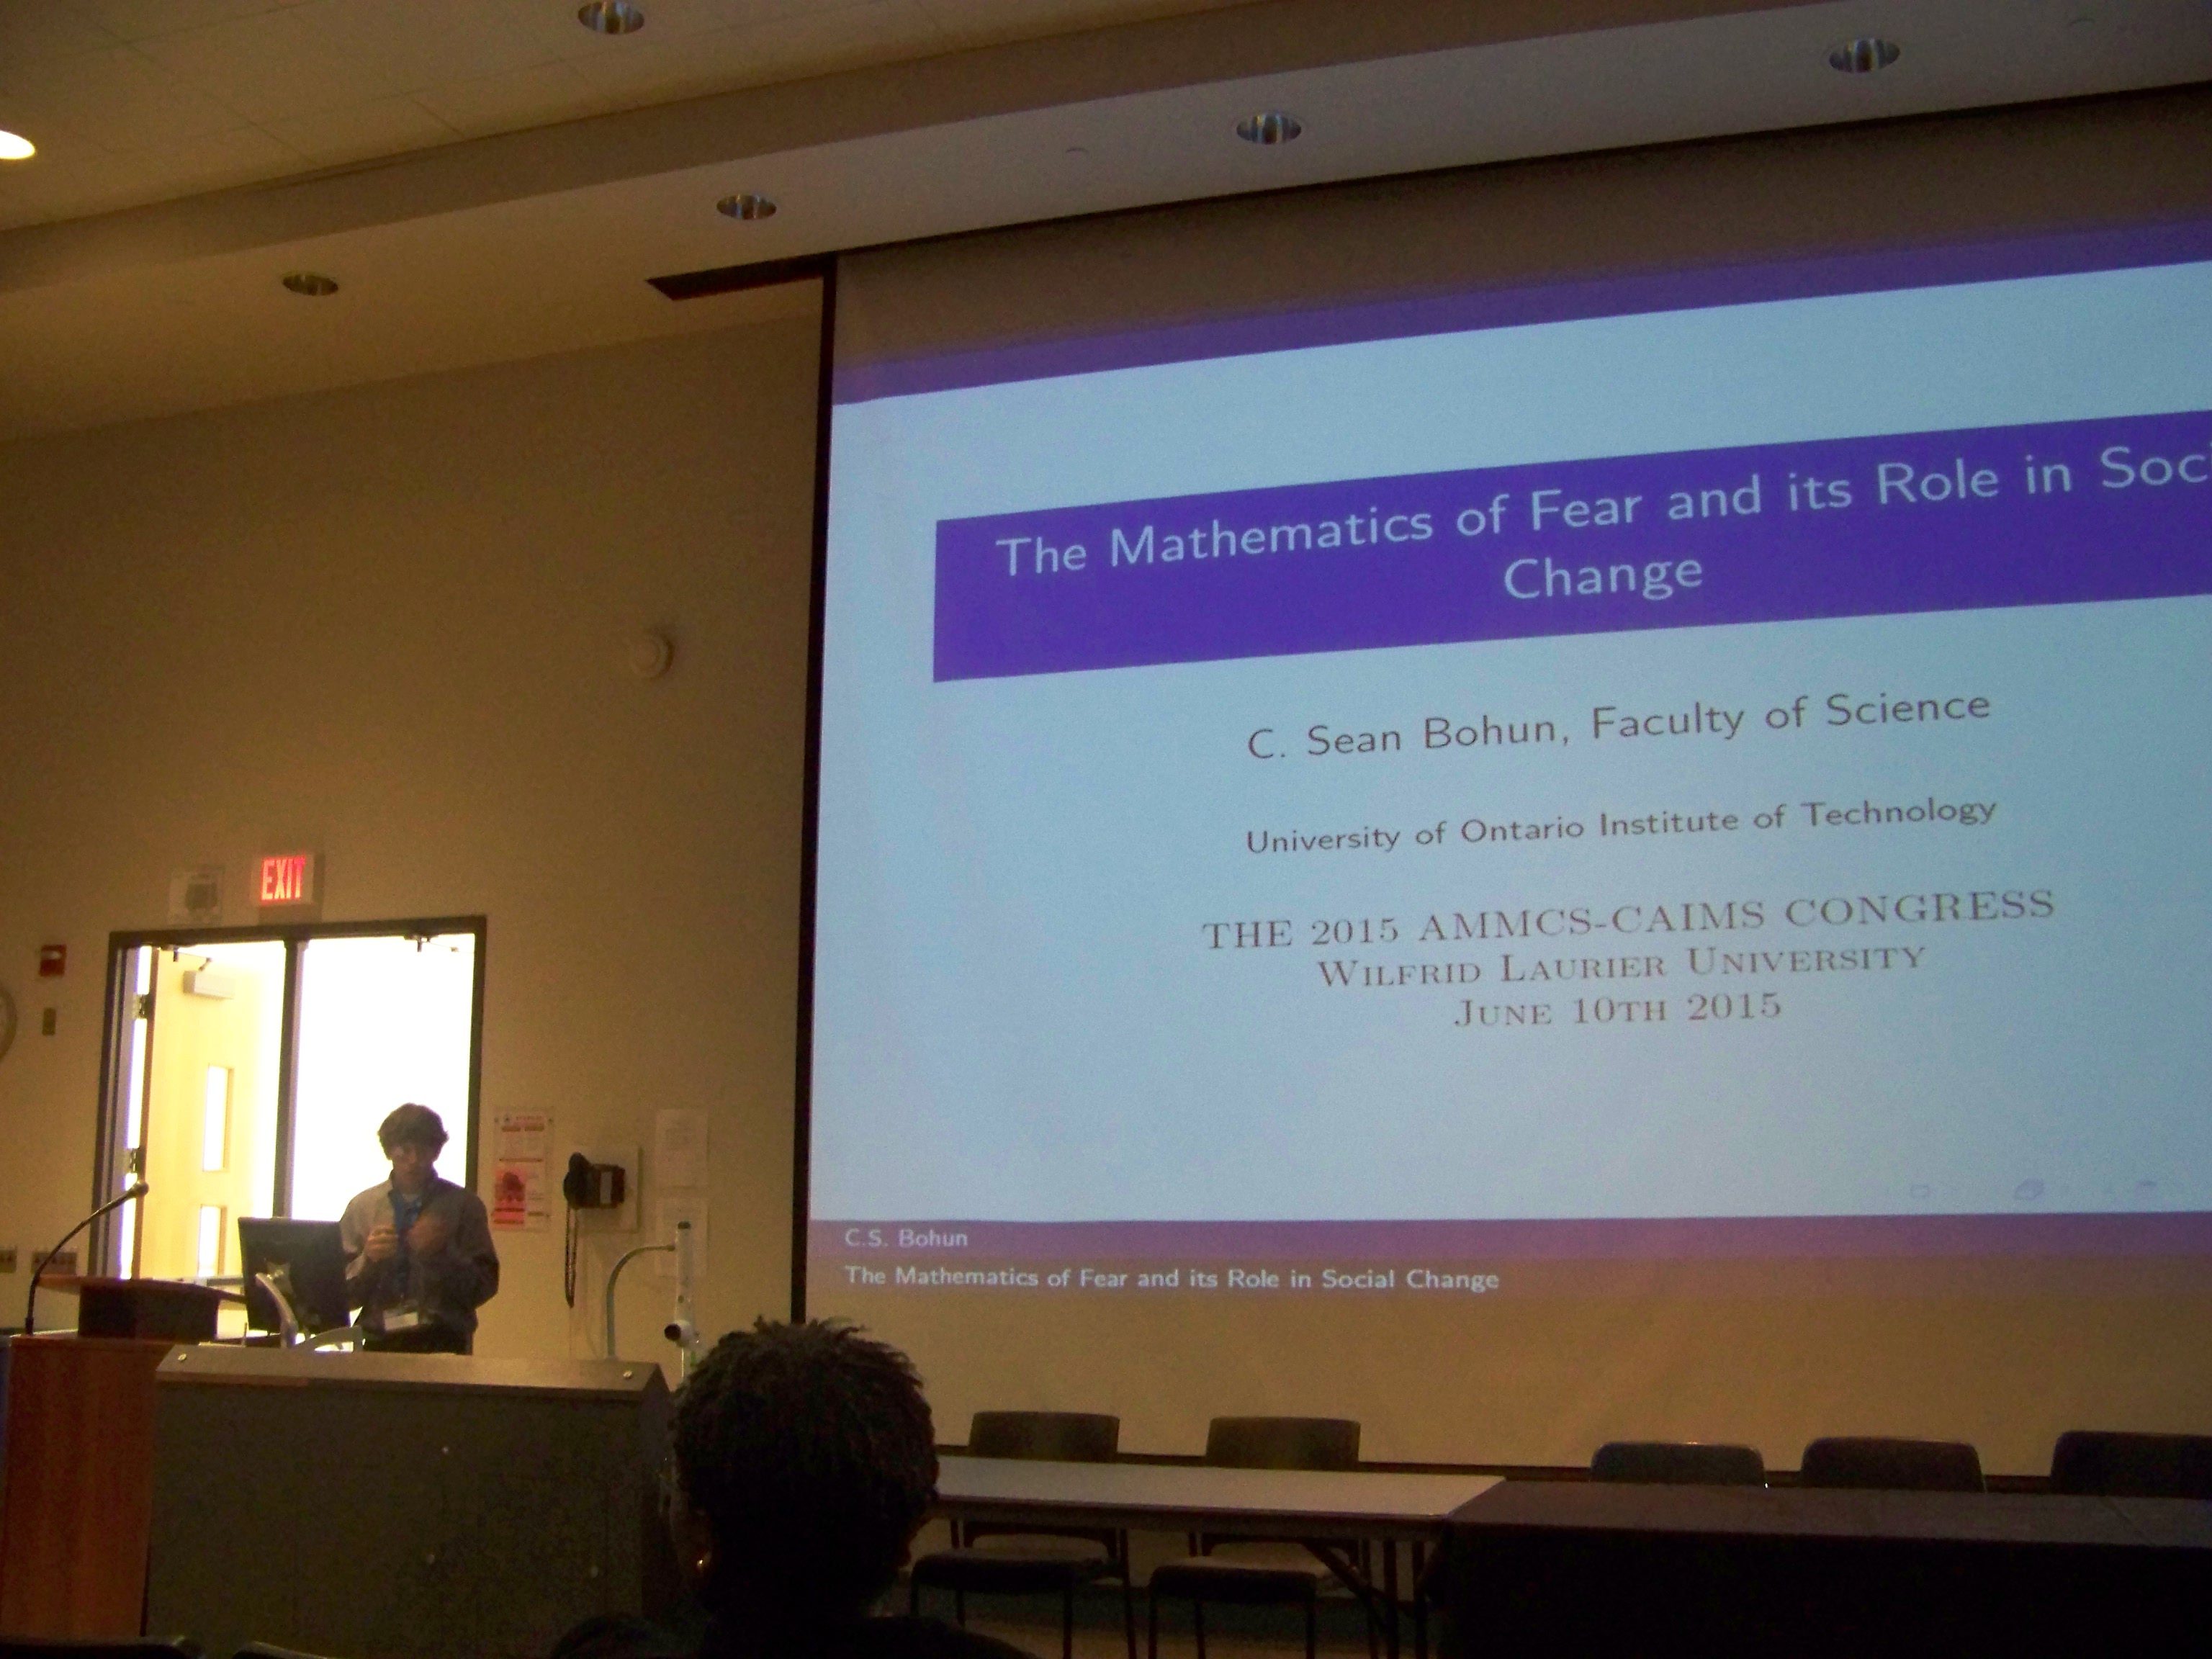 The Mathematics of Fear and its Role in Soci
Change
C. Sean Bohun, Faculty of Science
University of Ontario Institute of Technology
THE 2015 AMMCS-CAIMS CONGRESS
WILFRID LAURIER UNIVERSITY
JUNE 10TH 2015
C.S. Bohun
The Mathematics of Fear and its Role in Social Change
EXIT